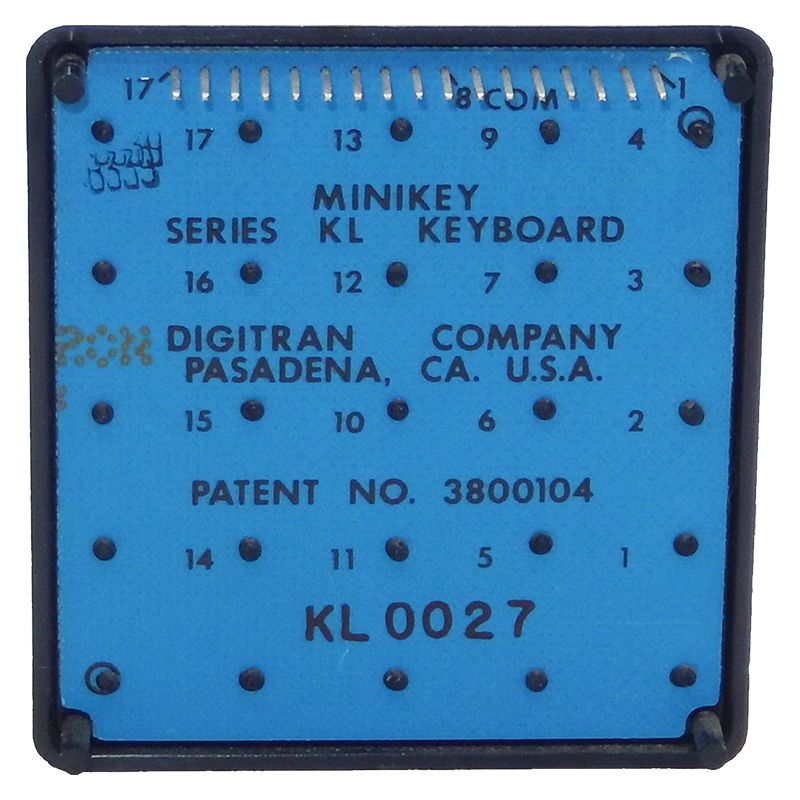 17 8 COM 1
17 13 9 4
MINIKEY
SERIES KL KEYBOARD
16 12 7 3
DIGITRAN COMPANY
PASADENA, CA. U.S.A.
15 10 6 2
PATENT NO. 3800104
14 11 5 1
KL0027